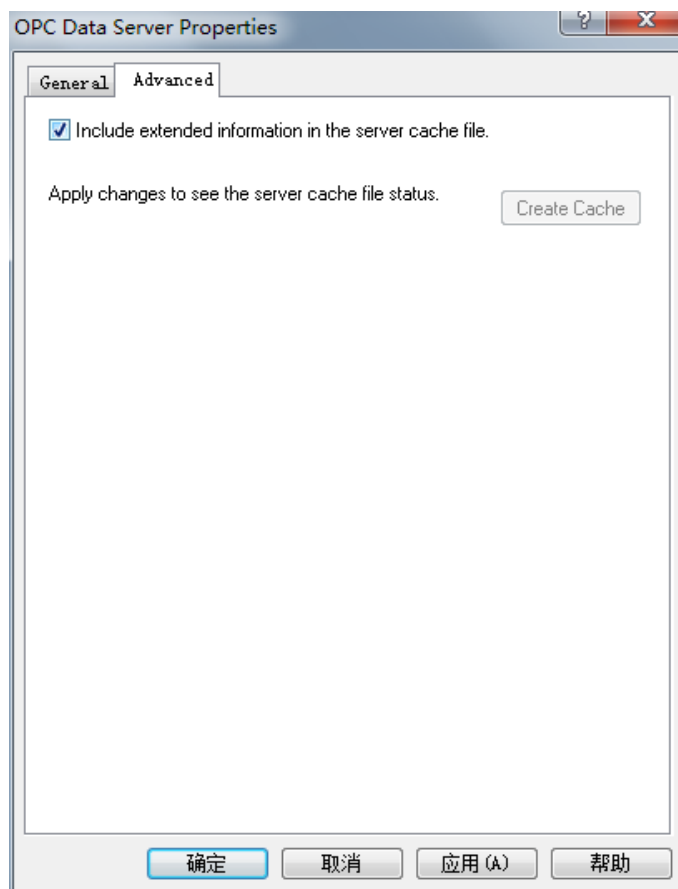 OPC Data Server Properties
General Advanced
Include extended information in the server cache file.
Apply changes to see the server cache file status. Create Cache
确定 取消 应用(A) 帮助